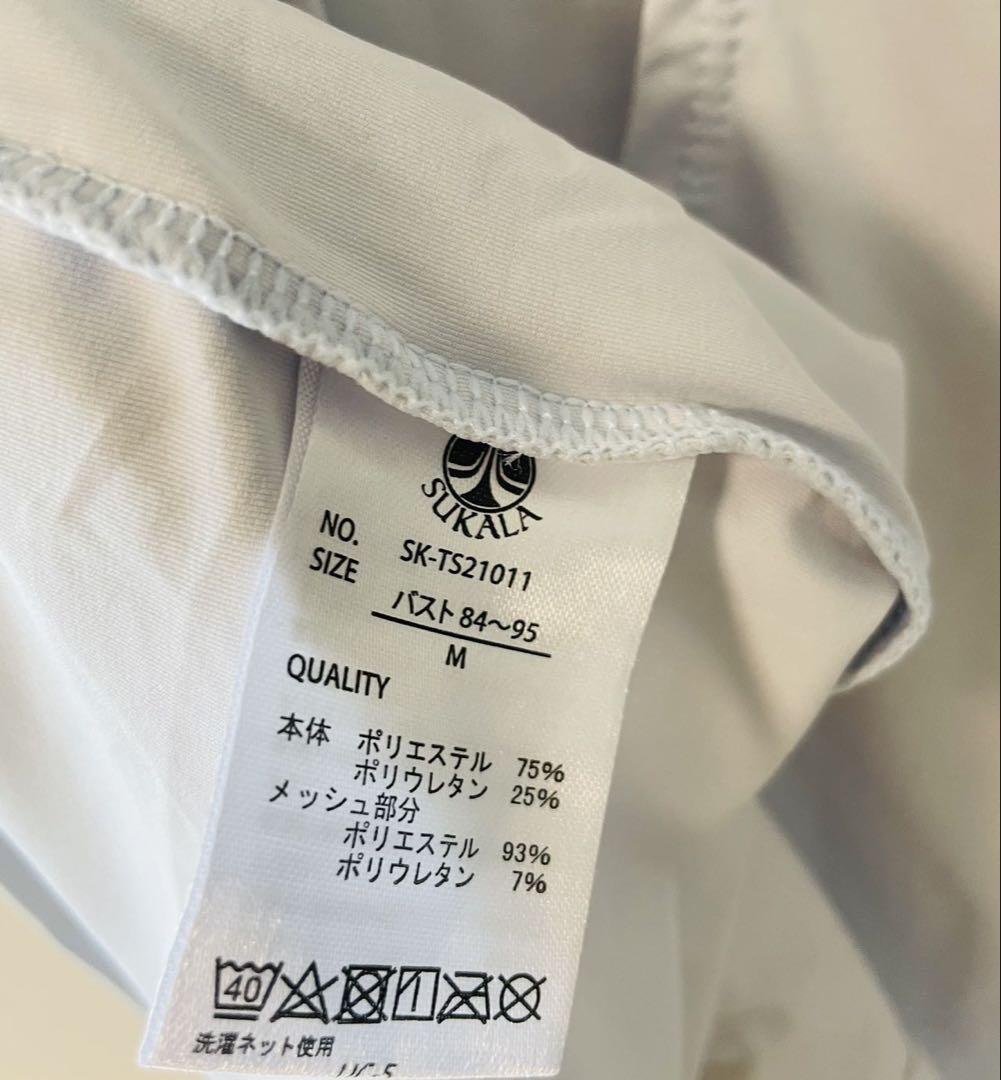 SUKALA
NO. SK-TS21011
SIZE バスト 84〜95
M
QUALITY
本体 ポリエステル 75%
ポリウレタン 25%
メッシュ部分
ポリエステル 93%
ポリウレタン 7%
40
洗濯ネット使用